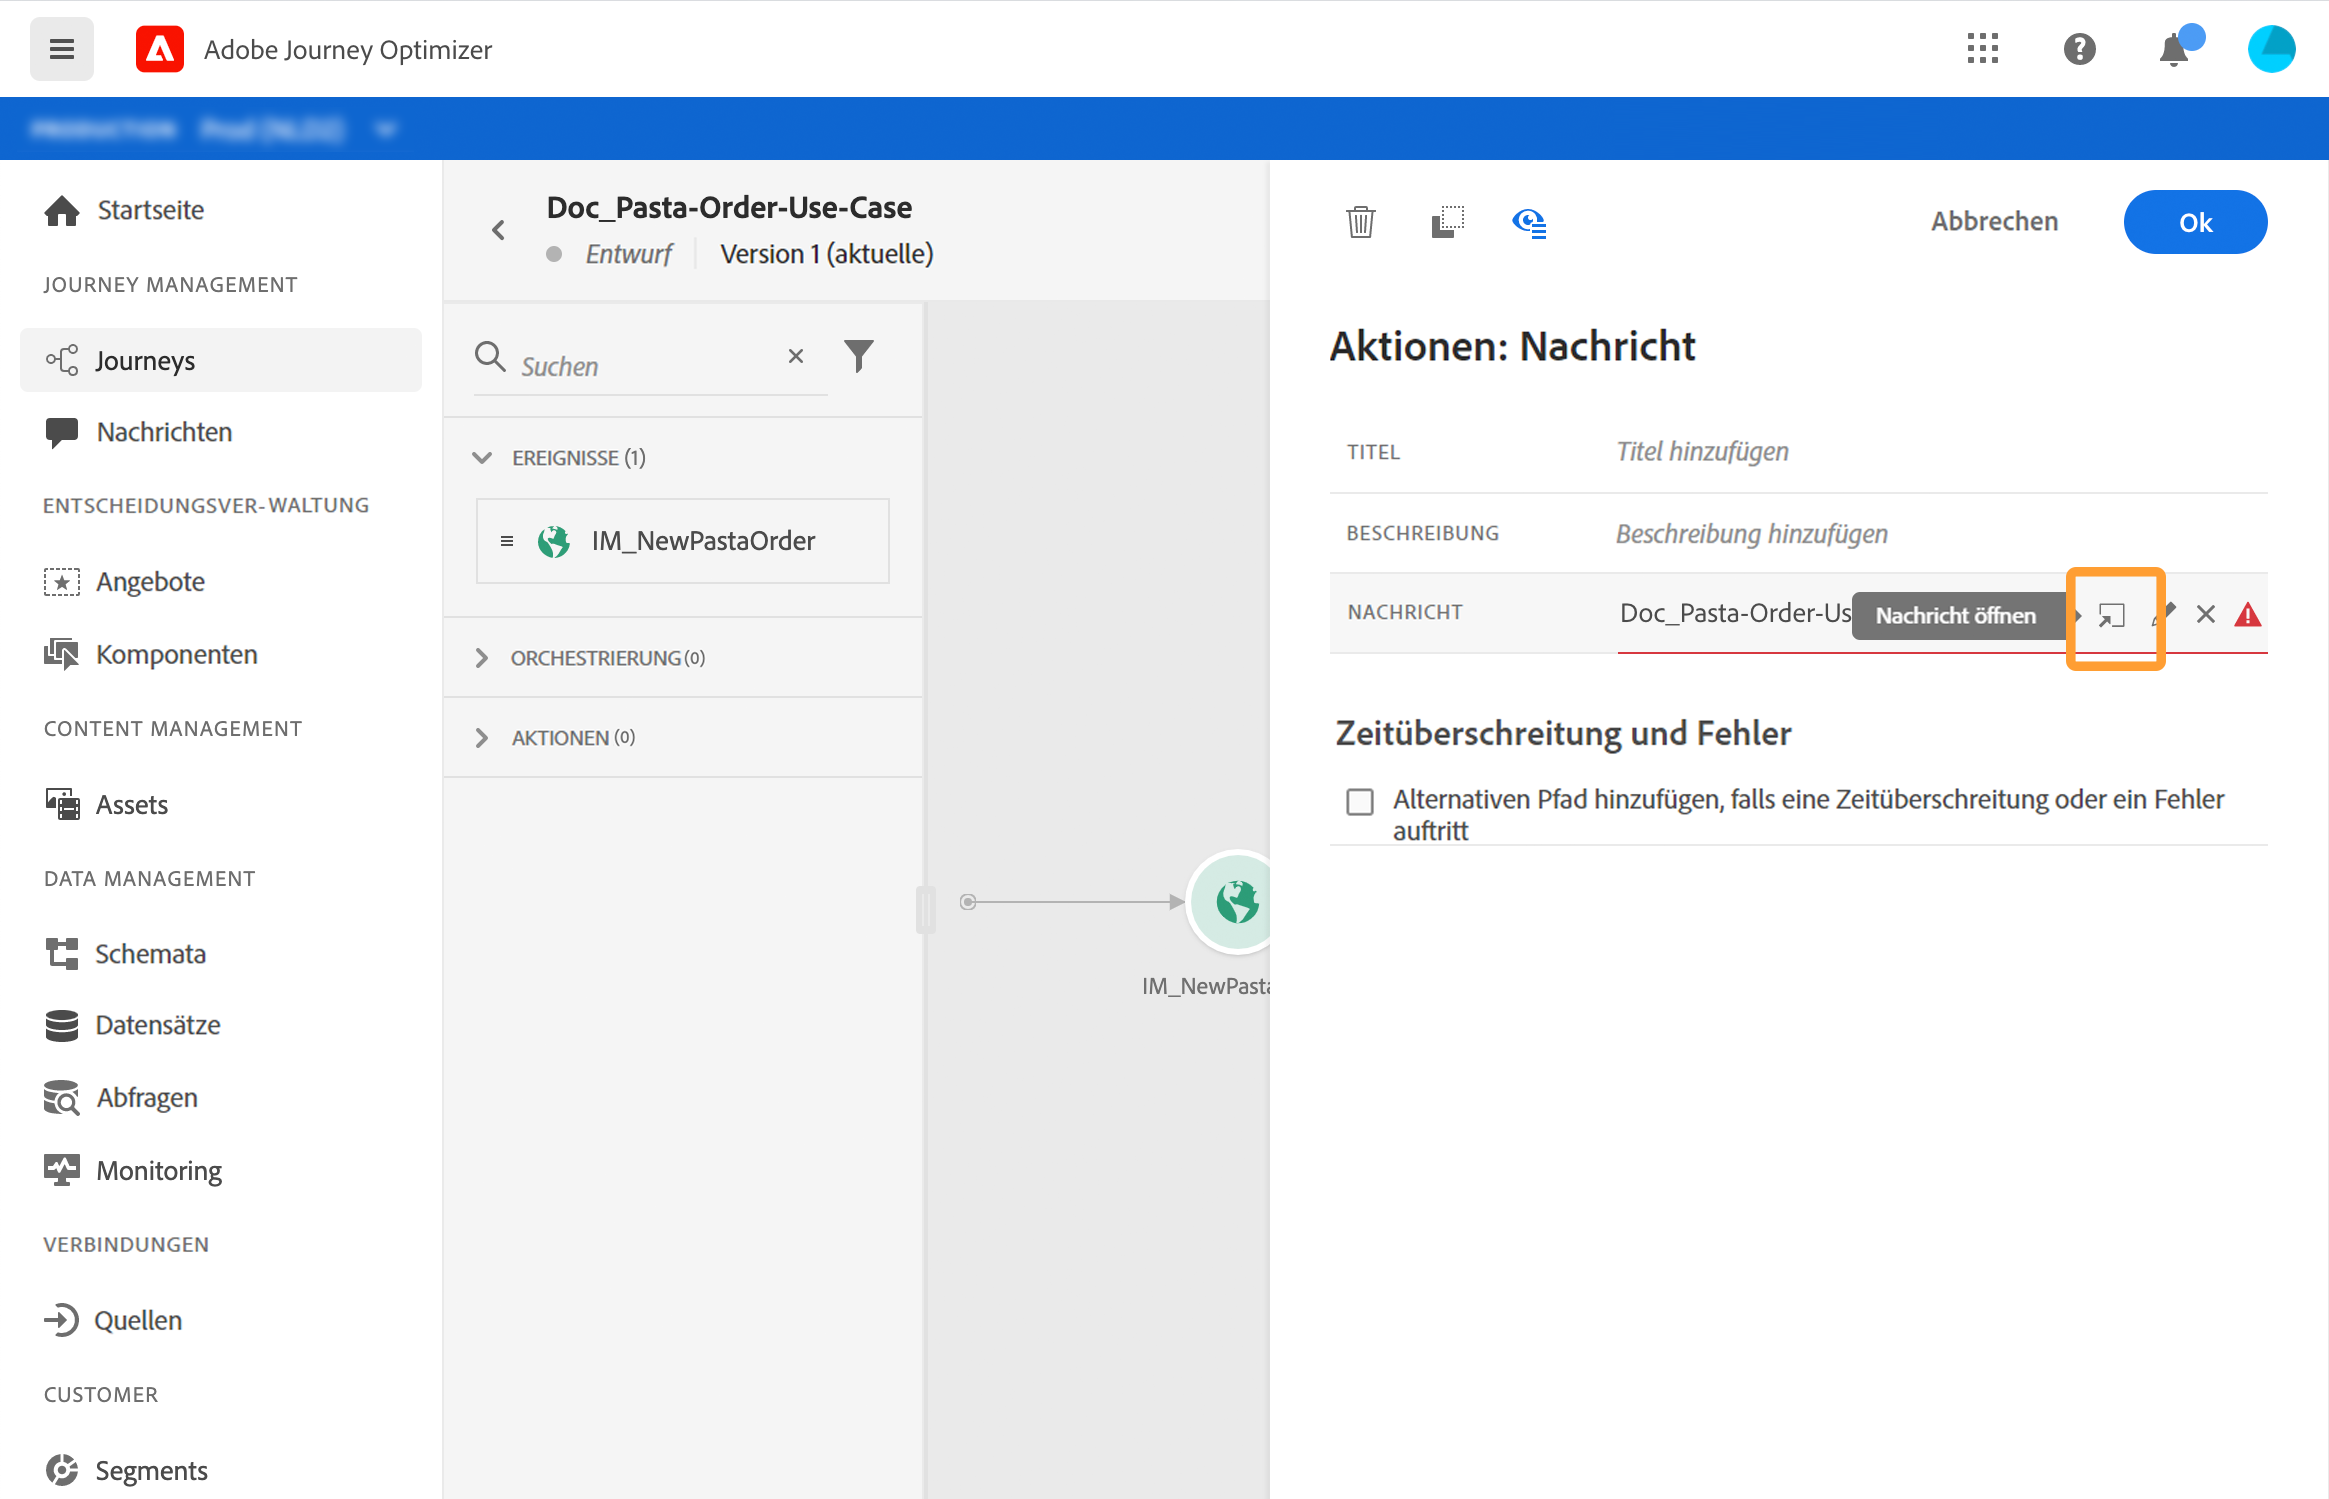 Adobe Journey Optimizer
PRODUCTION
Startseite
JOURNEY MANAGEMENT
Journeys
Nachrichten
ENTSCHEIDUNGSVER-WALTUNG
Angebote
Komponenten
CONTENT MANAGEMENT
Assets
DATA MANAGEMENT
Schemata
Datensätze
Abfragen
Monitoring
VERBINDUNGEN
Quellen
CUSTOMER
Segments
Doc_Pasta-Order-Use-Case
Entwurf
Version 1 (aktuelle)
Suchen
EREIGNISSE (1)
IM_NewPastaOrder
ORCHESTRIERUNG (0)
AKTIONEN (0)
IM_NewPasta
Abbrechen
Ok
Aktionen: Nachricht
TITEL
Titel hinzufügen
BESCHREIBUNG
Beschreibung hinzufügen
NACHRICHT
Doc_Pasta-Order-Us
Nachricht öffnen
Zeitüberschreitung und Fehler
Alternativen Pfad hinzufügen, falls eine Zeitüberschreitung oder ein Fehler
auftritt